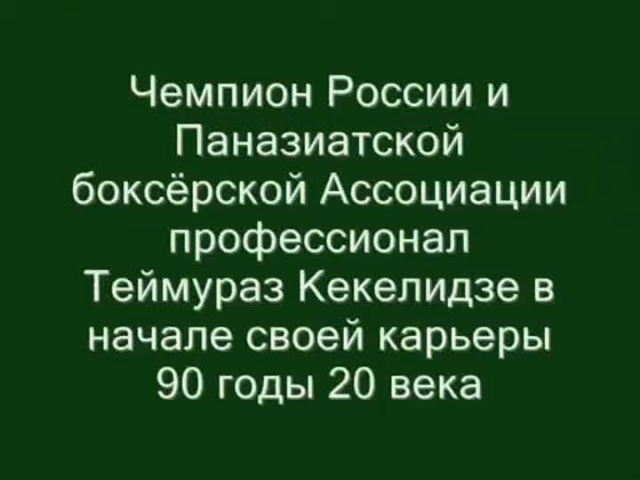 Чемпион России и
Паназиатской
боксёрской Ассоциации
профессионал
Теймураз Кекелидзе в
начале своей карьеры
90 годы 20 века